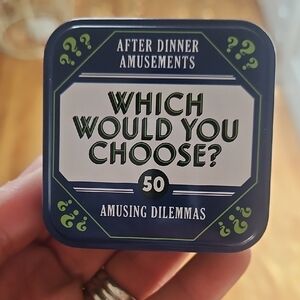 ??? ???
AFTER DINNER
AMUSEMENTS
WHICH
WOULD YOU
CHOOSE?
50
AMUSING DILEMMAS
??? ???